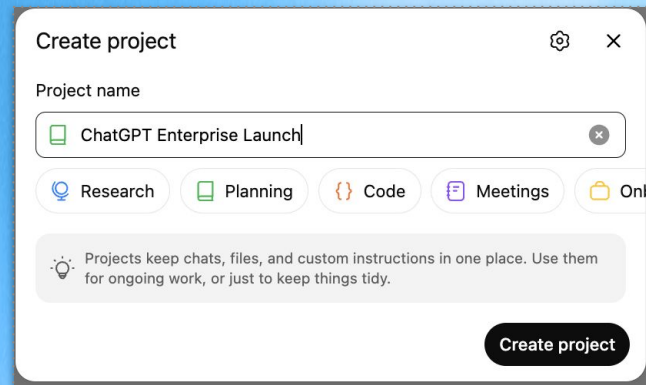 Create project
Project name
ChatGPT Enterprise Launch
Research Planning Code Meetings Onb
Projects keep chats, files, and custom instructions in one place. Use them
for ongoing work, or just to keep things tidy.
Create project